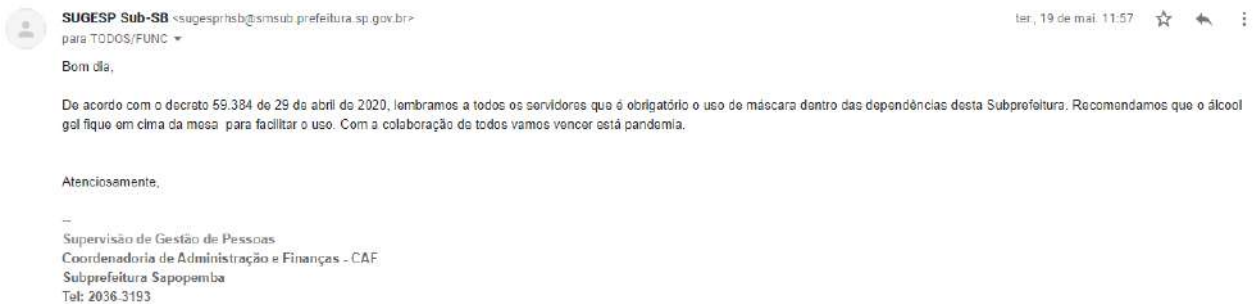 SUGESP Sub-SB <sugesprhsb@smsub.prefeitura.sp.gov.br>
ter., 19 de mai. 11:57
para TODOS/FUNC
Bom dia,
De acordo com o decreto 59.384 de 29 de abril de 2020, lembramos a todos os servidores que é obrigatório o uso de máscara dentro das dependências desta Subprefeitura. Recomendamos que o álcool
gel fique em cima da mesa para facilitar o uso. Com a colaboração de todos vamos vencer está pandemia.
Atenciosamente,
--
Supervisão de Gestão de Pessoas
Coordenadoria de Administração e Finanças - CAF
Subprefeitura Sapopemba
Tel: 2036-3193